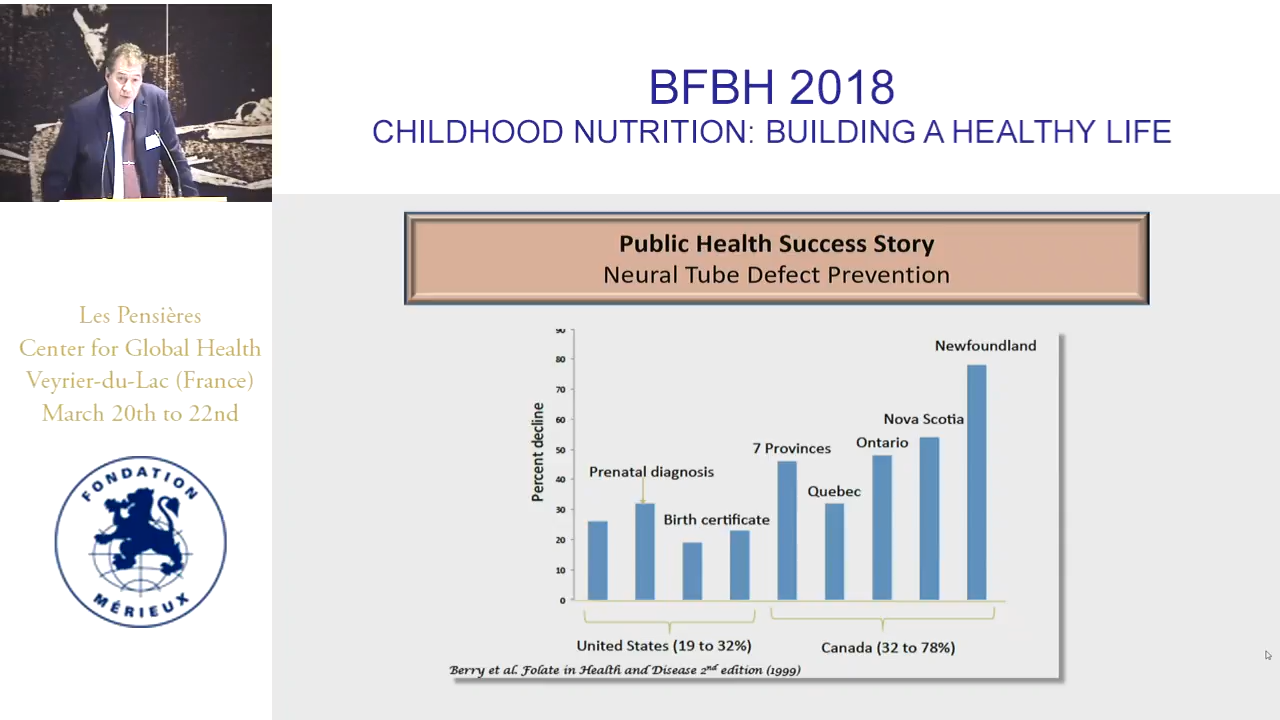 BFBH 2018
CHILDHOOD NUTRITION: BUILDING A HEALTHY LIFE
Les Pensières
Center for Global Health
Veyrier-du-Lac (France)
March 20th to 22nd
FONDATION
MÉRIEUX
Public Health Success Story
Neural Tube Defect Prevention
Percent decline
90
80
70
60
50
40
30
20
10
0
Prenatal diagnosis
Birth certificate
7 Provinces
Quebec
Ontario
Nova Scotia
Newfoundland
United States (19 to 32%)
Canada (32 to 78%)
Berry et al. Folate in Health and Disease 2nd edition (1999)